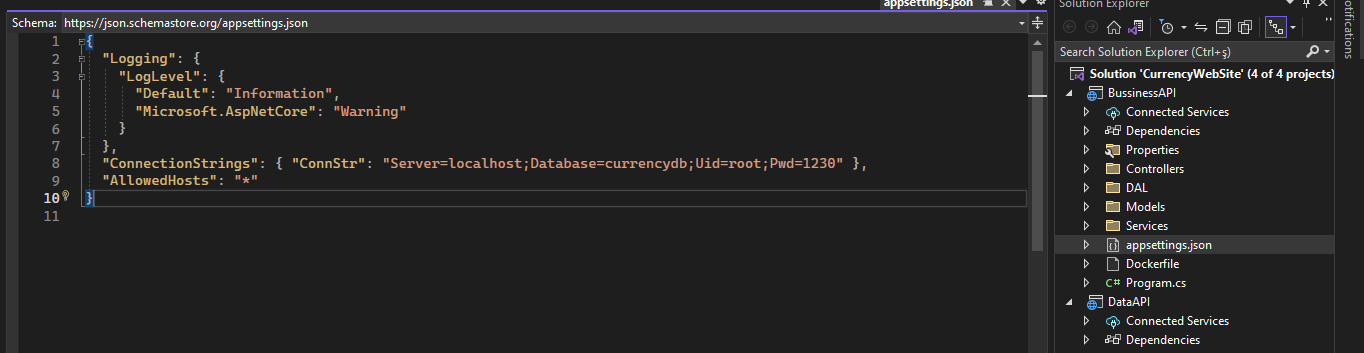 appsettings.json
Schema: https://json.schemastore.org/appsettings.json
1 {
2 "Logging": {
3 "LogLevel": {
4 "Default": "Information",
5 "Microsoft.AspNetCore": "Warning"
6 }
7 },
8 "ConnectionStrings": { "ConnStr": "Server=localhost;Database=currencydb;Uid=root;Pwd=1230" },
9 "AllowedHosts": "*"
10 }
11
Solution Explorer
Search Solution Explorer (Ctrl+ş)
Solution 'CurrencyWebSite' (4 of 4 projects)
BussinessAPI
Connected Services
Dependencies
Properties
Controllers
DAL
Models
Services
appsettings.json
Dockerfile
C# Program.cs
DataAPI
Connected Services
Dependencies
otifications